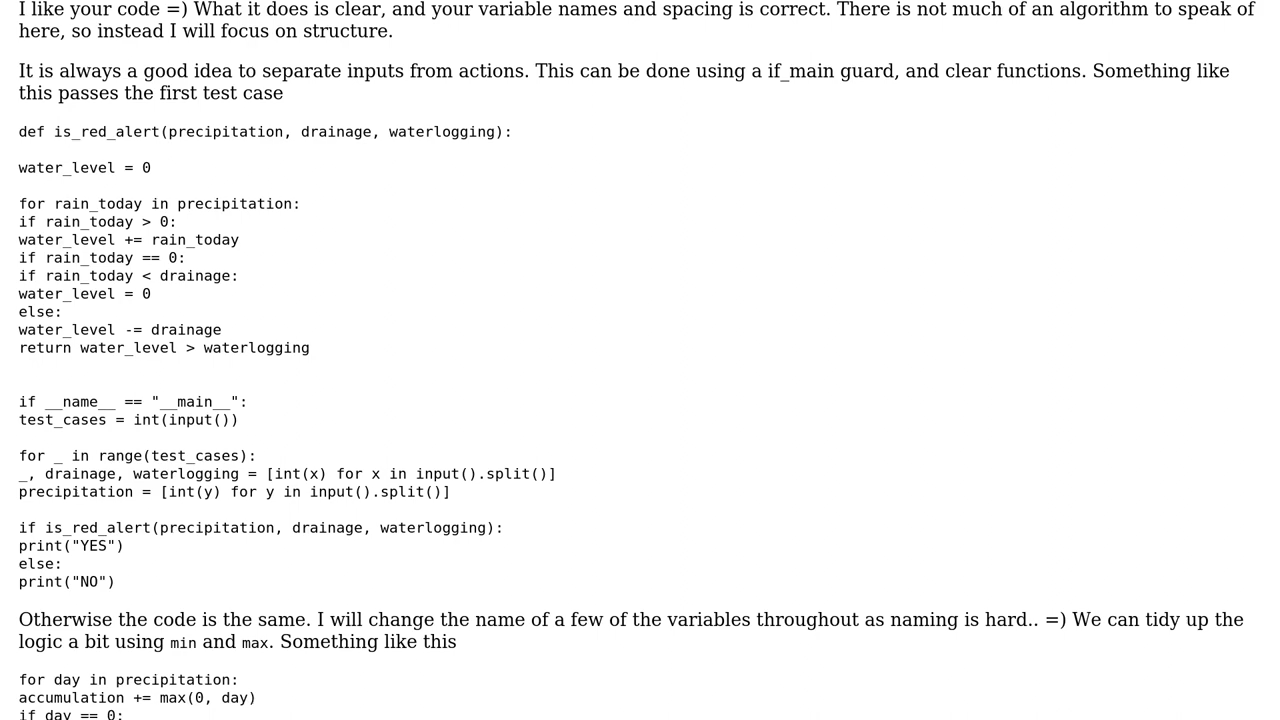 I like your code =) What it does is clear, and your variable names and spacing is correct. There is not much of an algorithm to speak of
here, so instead I will focus on structure.
It is always a good idea to separate inputs from actions. This can be done using a if_main guard, and clear functions. Something like
this passes the first test case
def is_red_alert(precipitation, drainage, waterlogging):
water_level = 0
for rain_today in precipitation:
if rain_today > 0:
water_level += rain_today
if rain_today == 0:
if rain_today < drainage:
water_level = 0
else:
water_level -= drainage
return water_level > waterlogging
if __name__ == "__main__":
test_cases = int(input())
for _ in range(test_cases):
_, drainage, waterlogging = [int(x) for x in input().split()]
precipitation = [int(y) for y in input().split()]
if is_red_alert(precipitation, drainage, waterlogging):
print("YES")
else:
print("NO")
Otherwise the code is the same. I will change the name of a few of the variables throughout as naming is hard.. =) We can tidy up the
logic a bit using min and max. Something like this
for day in precipitation:
accumulation += max(0, day)
if day == 0: